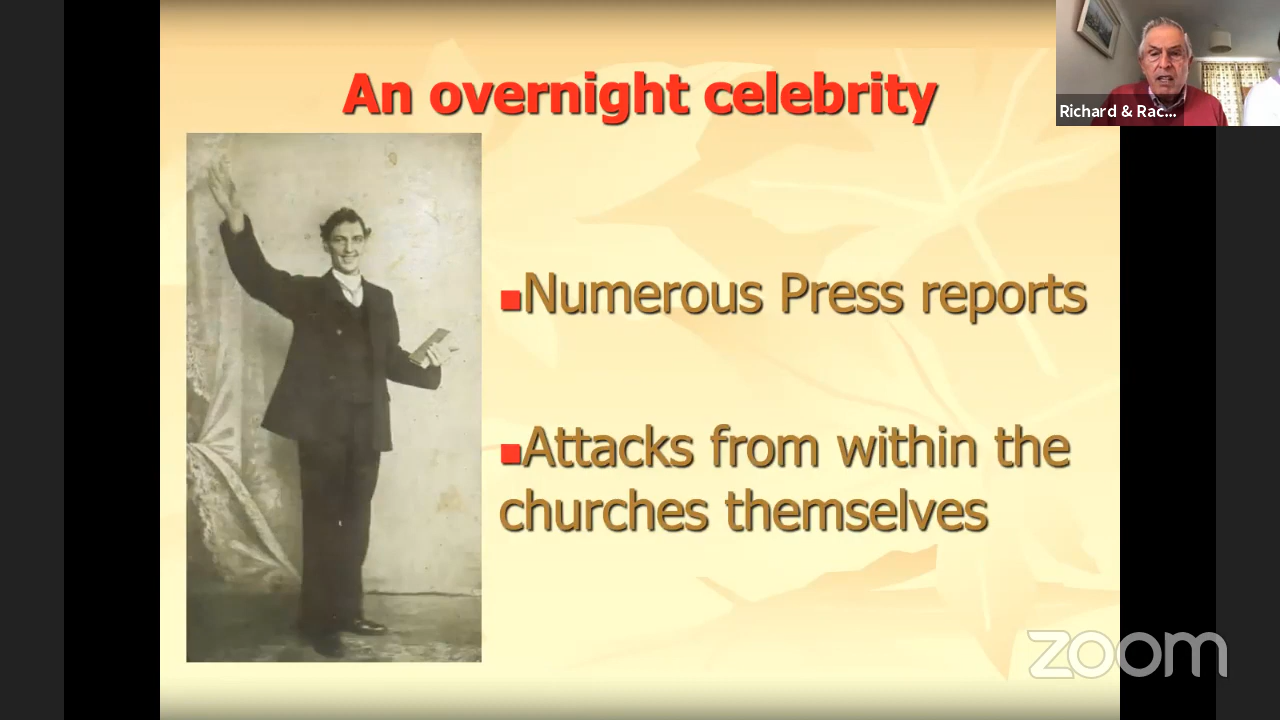 An overnight celebrity
Richard & Rac...
■Numerous Press reports
■Attacks from within the
churches themselves
zoom